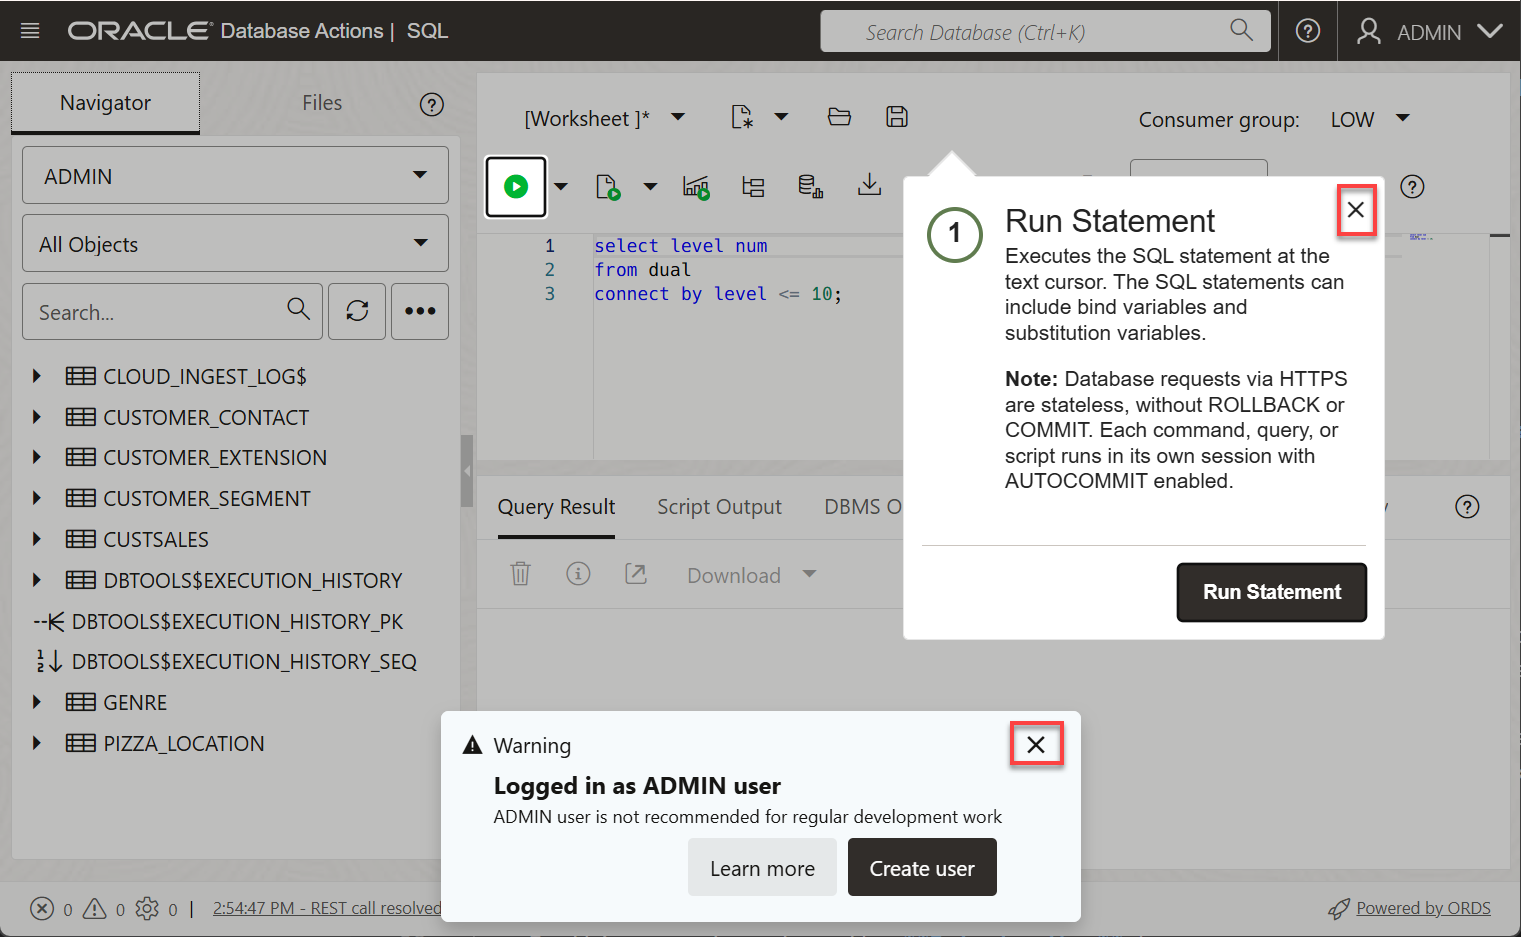 ORACLE Database Actions | SQL
Search Database (Ctrl+K)
ADMIN
Navigator
Files
ADMIN
All Objects
Search...
CLOUD_INGEST_LOG$
CUSTOMER_CONTACT
CUSTOMER_EXTENSION
CUSTOMER_SEGMENT
CUSTSALES
DBTOOLS$EXECUTION_HISTORY
DBTOOLS$EXECUTION_HISTORY_PK
DBTOOLS$EXECUTION_HISTORY_SEQ
GENRE
PIZZA_LOCATION
[Worksheet ]*
Consumer group: LOW
1 select level num
2 from dual
3 connect by level <= 10;
Query Result
Script Output
DBMS O
Download
1
Run Statement
Executes the SQL statement at the
text cursor. The SQL statements can
include bind variables and
substitution variables.
Note: Database requests via HTTPS
are stateless, without ROLLBACK or
COMMIT. Each command, query, or
script runs in its own session with
AUTOCOMMIT enabled.
Run Statement
Warning
Logged in as ADMIN user
ADMIN user is not recommended for regular development work
Learn more
Create user
0 0 0 | 2:54:47 PM - REST call resolved
Powered by ORDS